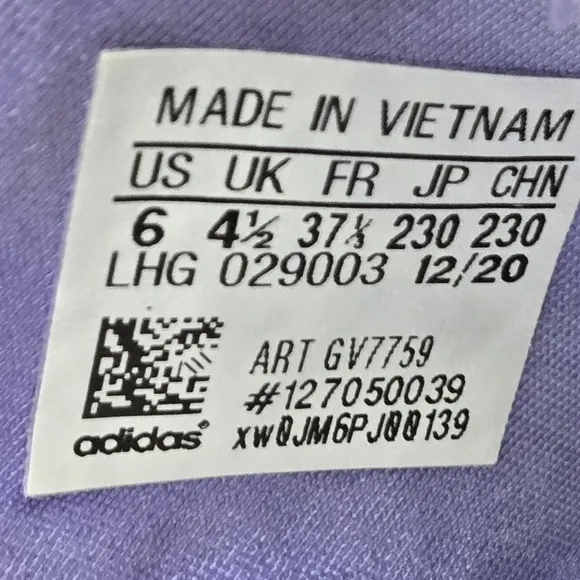 MADE IN VIETNAM
US UK FR JP CHN
6 4½ 37⅓ 230 230
LHG 029003 12/20
ART GV7759
#127050039
adidas® xw0JM6PJ00139